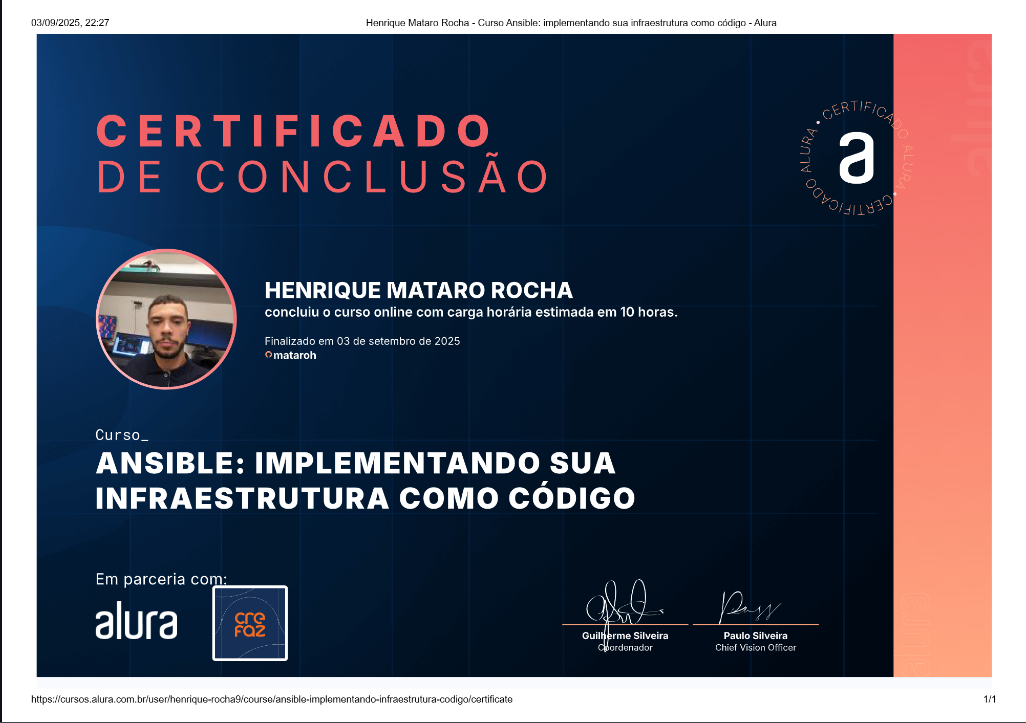 03/09/2025, 22:27
Henrique Mataro Rocha - Curso Ansible: implementando sua infraestrutura como código - Alura
CERTIFICADO
DE CONCLUSÃO
CERTIFICADO ALURA • CERTIFICADO ALURA •
a
alura
HENRIQUE MATARO ROCHA
concluiu o curso online com carga horária estimada em 10 horas.
Finalizado em 03 de setembro de 2025
mataroh
Curso_
ANSIBLE: IMPLEMENTANDO SUA
INFRAESTRUTURA COMO CÓDIGO
Em parceria com:
alura
cre
faz
Guilherme Silveira
Coordenador
Paulo Silveira
Chief Vision Officer
alura
https://cursos.alura.com.br/user/henrique-rocha9/course/ansible-implementando-infraestrutura-codigo/certificate
1/1